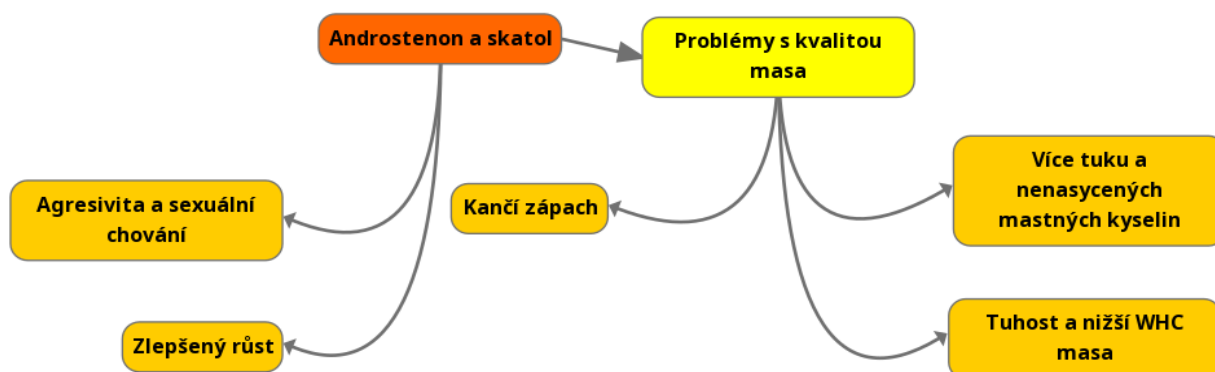 Androstenon a skatol
Problémy s kvalitou
masa
Agresivita a sexuální
chování
Kančí zápach
Více tuku a
nenasycených
mastných kyselin
Zlepšený růst
Tuhost a nižší WHC
masa